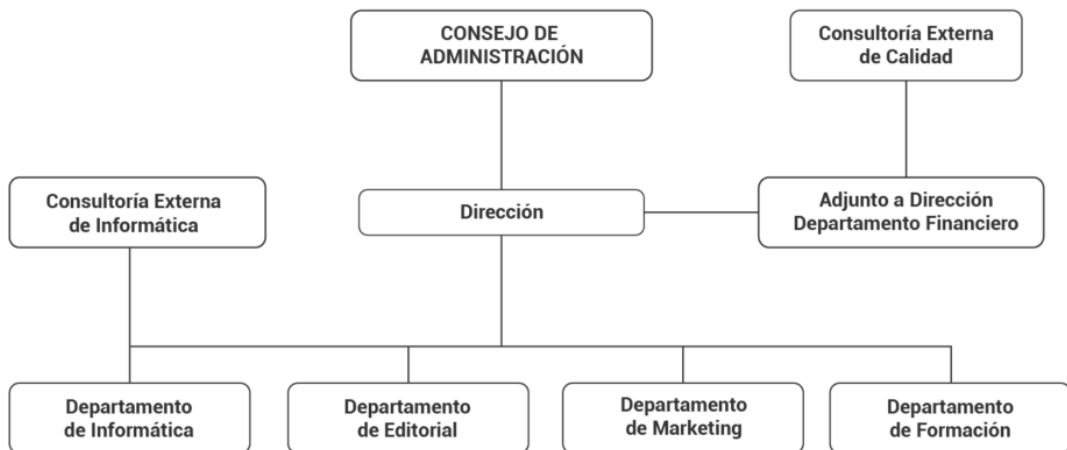 CONSEJO DE
ADMINISTRACIÓN
Consultoría Externa
de Calidad
Consultoría Externa
de Informática
Dirección
Adjunto a Dirección
Departamento Financiero
Departamento
de Informática
Departamento
de Editorial
Departamento
de Marketing
Departamento
de Formación